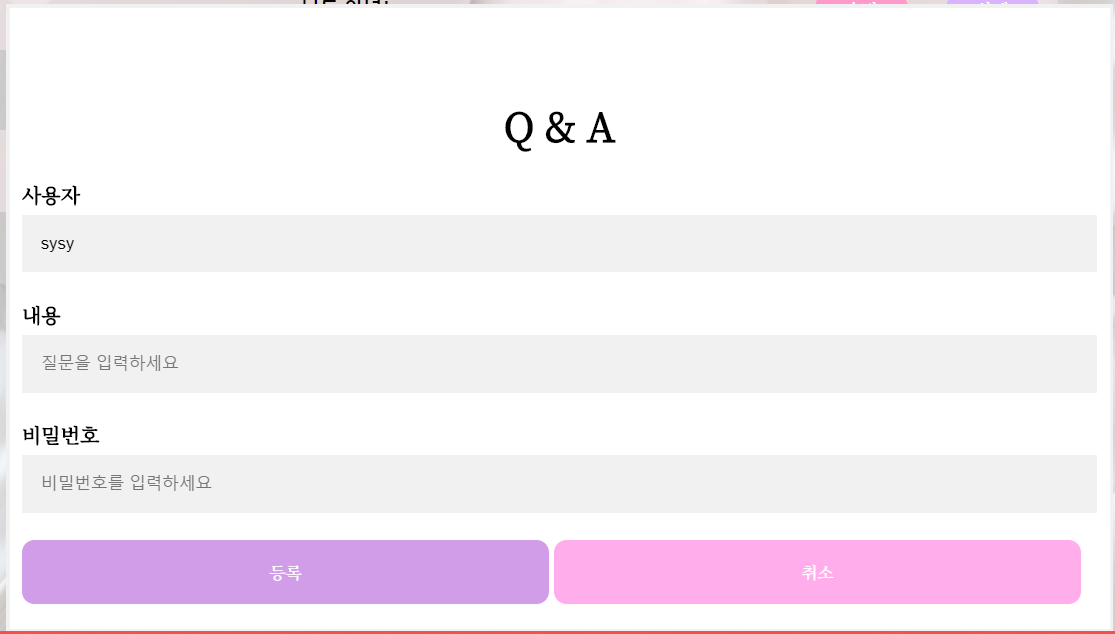 Q & A
사용자
sysy
내용
질문을 입력하세요
비밀번호
비밀번호를 입력하세요
등록
취소